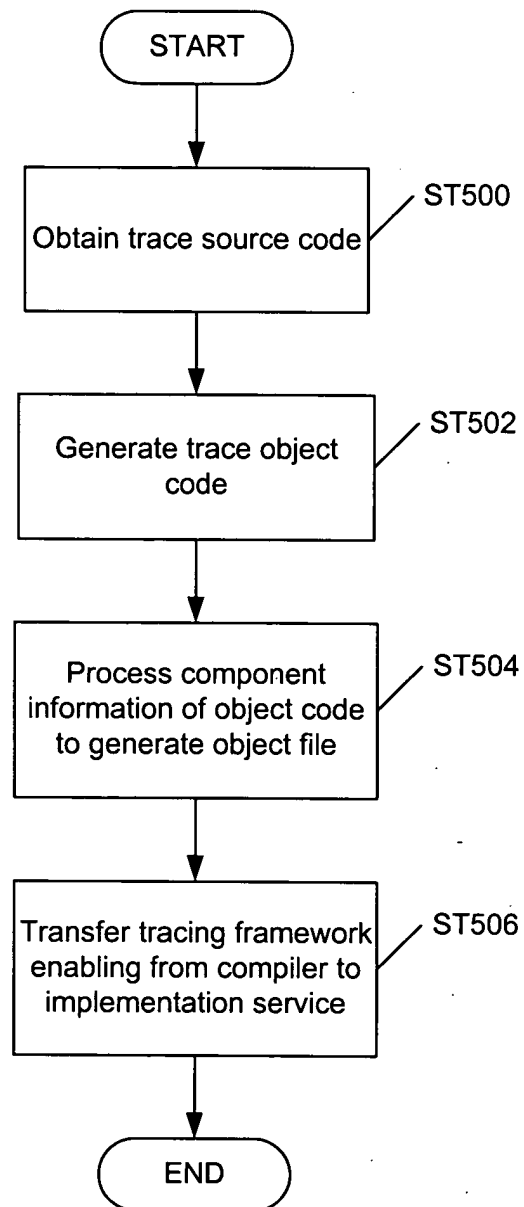 START
ST500
Obtain trace source code
ST502
Generate trace object
code
ST504
Process component
information of object code
to generate object file
ST506
Transfer tracing framework
enabling from compiler to
implementation service
END